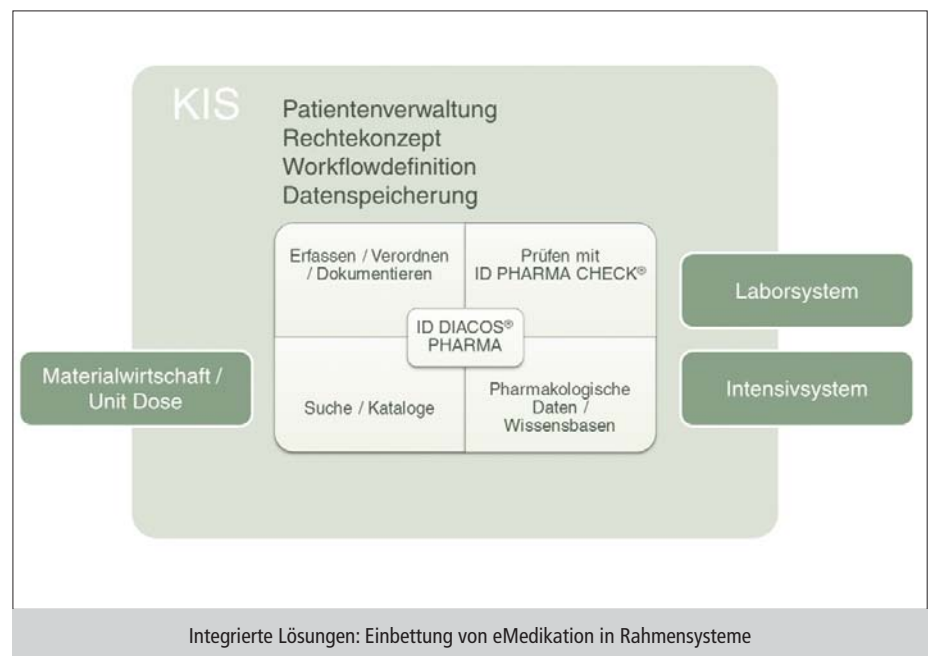 KIS
Patientenverwaltung
Rechtekonzept
Workflowdefinition
Datenspeicherung
Erfassen / Verordnen
/ Dokumentieren
Prüfen mit
ID PHARMA CHECK®
ID DIACOS®
PHARMA
Suche / Kataloge
Pharmakologische
Daten /
Wissensbasen
Materialwirtschaft /
Unit Dose
Laborsystem
Intensivsystem
Integrierte Lösungen: Einbettung von eMedikation in Rahmensysteme